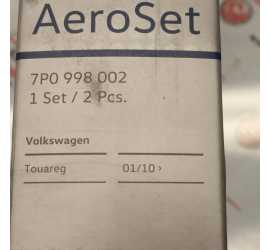 AeroSet
7P0 998 002
1 Set / 2 Pcs.
Volkswagen
Touareg 01/10 ›